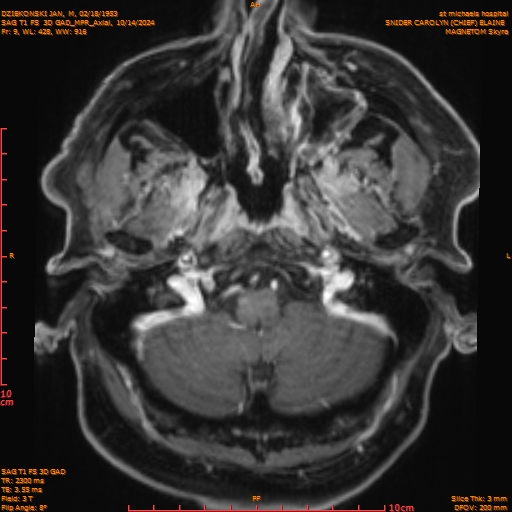 AH
DZIEKONSKI JAN, M, 02/18/1953
SAG T1 FS 3D GAD_MPR_Axial, 10/14/2024
Fr: 9, WL: 428, WW: 916
st michaels hospital
SNIDER CAROLYN (CHIEF) ELAINE
MAGNETOM Skyra
R
L
10
cm
SAG T1 FS 3D GAD
TR: 2300 ms
TE: 3.55 ms
Field: 3 T
Flip Angle: 8°
PF
10cm
Slice Thk: 3 mm
DFOV: 200 mm